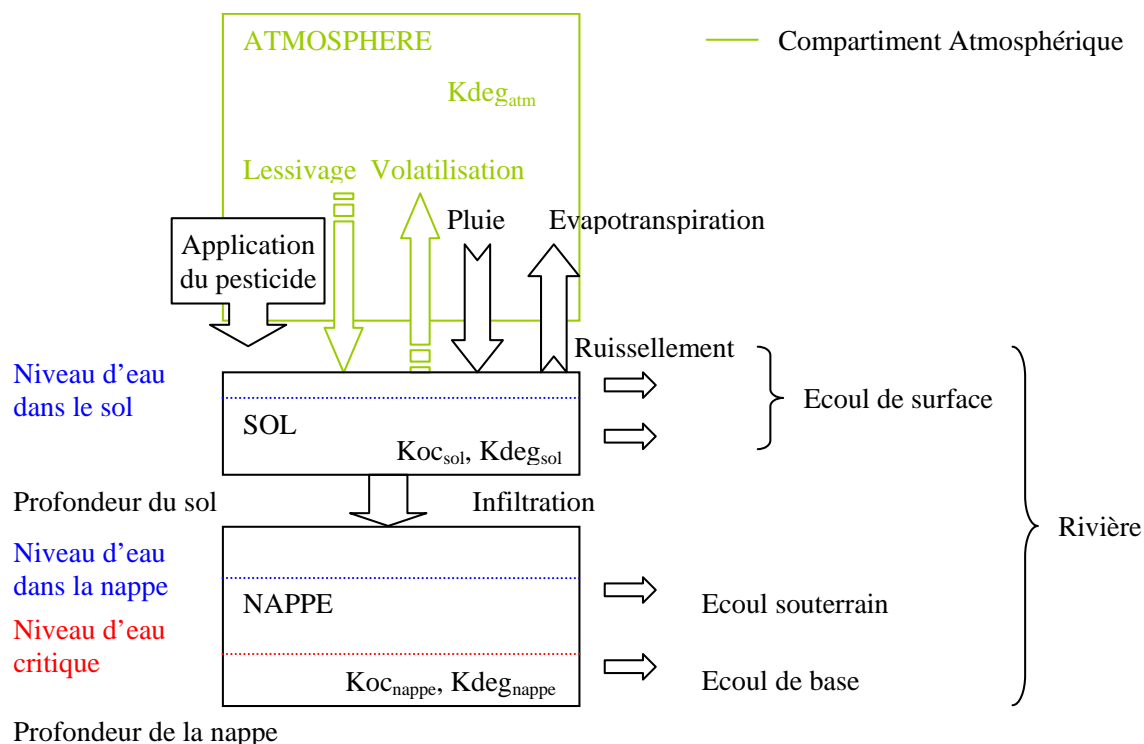 ATMOSPHERE
Compartiment Atmosphérique
Kdegatm
Lessivage Volatilisation
Pluie
Evapotranspiration
Application
du pesticide
Ruissellement
Niveau d'eau
dans le sol
Ecoul de surface
SOL
Kocsol, Kdegsol
Profondeur du sol
Infiltration
Rivière
Niveau d'eau
dans la nappe
NAPPE
Ecoul souterrain
Niveau d'eau
critique
Kocnappe, Kdegnappe
Ecoul de base
Profondeur de la nappe